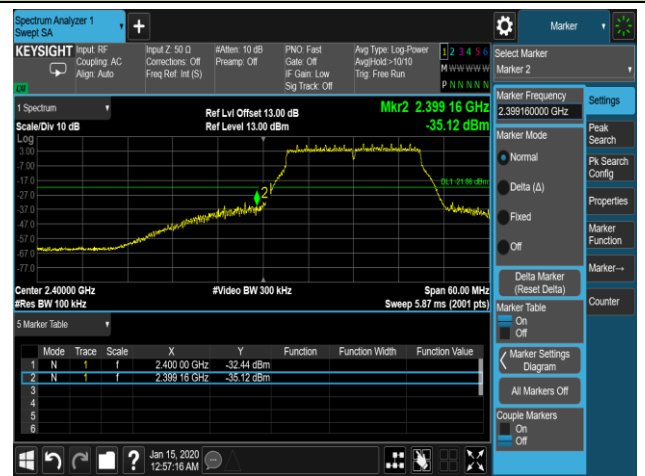 Spectrum Analyzer 1
Swept SA
Marker
KEYSIGHT
Input: RF
Coupling: AC
Align: Auto
Input Z: 50 Ω
Corrections: Off
Freq Ref: Int (S)
#Atten: 10 dB
Preamp: Off
PNO: Fast
Gate: Off
IF Gain: Low
Sig Track: Off
Avg Type: Log-Power
Avg|Hold:>10/10
Trig: Free Run
1 2 3 4 5 6
M W W W W W
P N N N N N
LXI
Select Marker
Marker 2
1 Spectrum
Scale/Div 10 dB
Log
Ref Lvl Offset 13.00 dB
Ref Level 13.00 dBm
Mkr2 2.399 16 GHz
-35.12 dBm
3.00
-7.00
-17.0
-27.0
-37.0
-47.0
-57.0
-67.0
-77.0
2
Center 2.40000 GHz
#Res BW 100 kHz
#Video BW 300 kHz
Span 60.00 MHz
Sweep 5.87 ms (2001 pts)
5 Marker Table
Mode Trace Scale X Y Function Function Width Function Value
1 N 1 f 2.400 00 GHz -32.44 dBm
2 N 1 f 2.399 16 GHz -35.12 dBm
3
4
5
6
Marker Frequency
2.399160000 GHz
Marker Mode
Normal
Delta (Δ)
Fixed
Off
Delta Marker
(Reset Delta)
Marker Table
On
Off
Marker Settings
Diagram
All Markers Off
Couple Markers
On
Off
Settings
Peak
Search
Pk Search
Config
Properties
Marker
Function
Marker→
Counter
?
Jan 15, 2020
12:57:16 AM